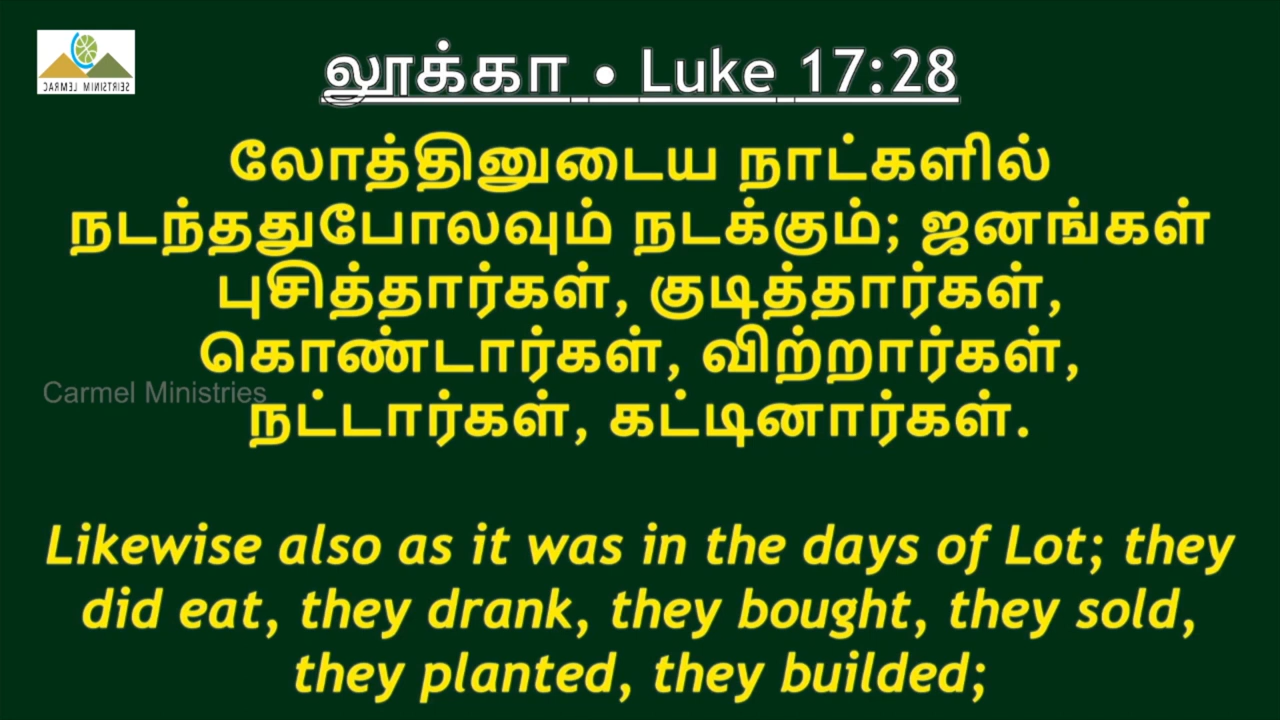 CARMEL MINISTRIES
லூக்கா • Luke 17:28
லோத்தினுடைய நாட்களில்
நடந்ததுபோலவும் நடக்கும்; ஜனங்கள்
புசித்தார்கள், குடித்தார்கள்,
கொண்டார்கள், விற்றார்கள்,
Carmel Ministries
நட்டார்கள், கட்டினார்கள்.
Likewise also as it was in the days of Lot; they
did eat, they drank, they bought, they sold,
they planted, they builded;